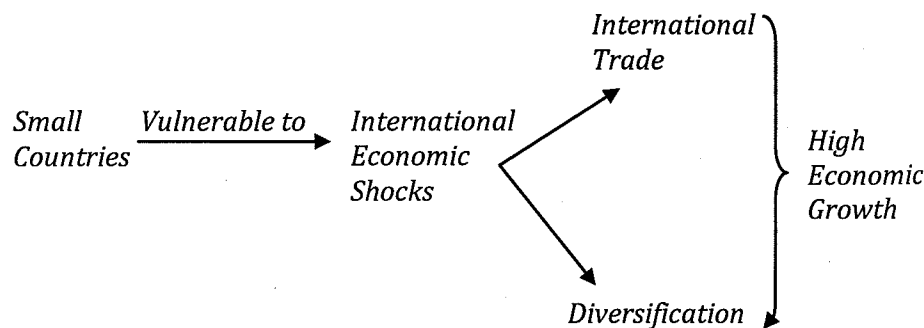 Small
Countries
Vulnerable to
International
Economic
Shocks
International
Trade
Diversification
High
Economic
Growth